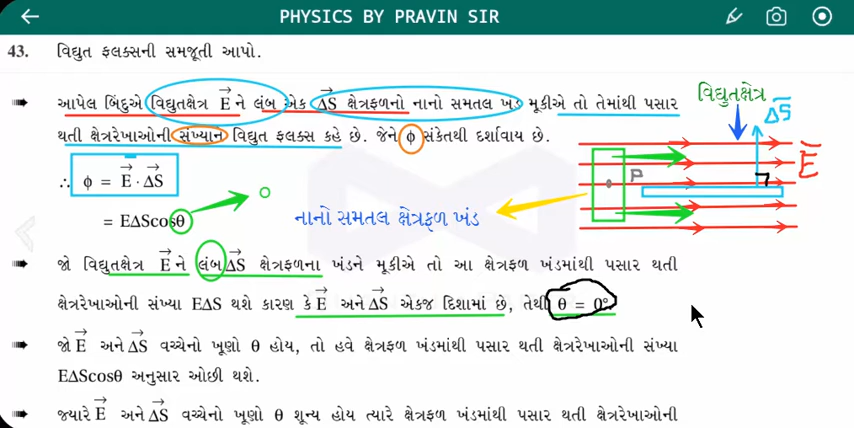 PHYSICS BY PRAVIN SIR
43. વિદ્યુત ફલક્સની સમજૂતી આપો.
વિદ્યુતક્ષેત્ર
➠ આપેલ બિંદુએ વિદ્યુતક્ષેત્ર E⃗ ને લંબ એક ΔS⃗ ક્ષેત્રફળનો નાનો સમતલ ખંડ મૂકીએ તો તેમાંથી પસાર
થતી ક્ષેત્રરેખાઓની સંખ્યાન વિદ્યુત ફલક્સ કહે છે. જેને ϕ સંકેતથી દર્શાવાય છે.
ΔS⃗
E⃗
P
∴ ϕ = E⃗ · ΔS⃗
= EΔScosθ
0
નાનો સમતલ ક્ષેત્રફળ ખંડ
➠ જો વિદ્યુતક્ષેત્ર E⃗ ને લંબ ΔS⃗ ક્ષેત્રફળના ખંડને મૂકીએ તો આ ક્ષેત્રફળ ખંડમાંથી પસાર થતી
ક્ષેત્રરેખાઓની સંખ્યા EΔS થશે કારણ કે E⃗ અને ΔS⃗ એકજ દિશામાં છે, તેથી θ = 0°
➠ જો E⃗ અને ΔS⃗ વચ્ચેનો ખૂણો θ હોય, તો હવે ક્ષેત્રફળ ખંડમાંથી પસાર થતી ક્ષેત્રરેખાઓની સંખ્યા
EΔScosθ અનુસાર ઓછી થશે.
➠ જ્યારે E⃗ અને ΔS⃗ વચ્ચેનો ખૂણો θ શૂન્ય હોય ત્યારે ક્ષેત્રફળ ખંડમાંથી પસાર થતી ક્ષેત્રરેખાઓની